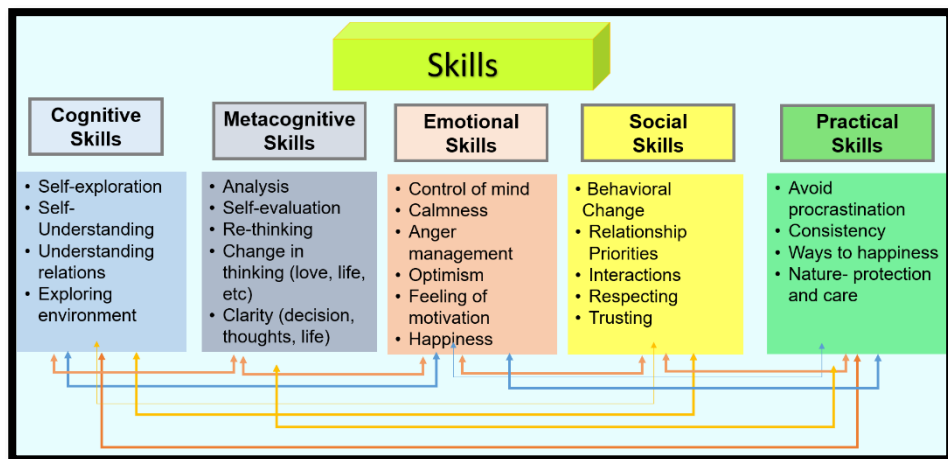 Skills
Cognitive
Skills
• Self-exploration
• Self-
Understanding
• Understanding
relations
• Exploring
environment
Metacognitive
Skills
• Analysis
• Self-evaluation
• Re-thinking
• Change in
thinking (love, life,
etc)
• Clarity (decision,
thoughts, life)
Emotional
Skills
• Control of mind
• Calmness
• Anger
management
• Optimism
• Feeling of
motivation
• Happiness
Social
Skills
• Behavioral
Change
• Relationship
Priorities
• Interactions
• Respecting
• Trusting
Practical
Skills
• Avoid
procrastination
• Consistency
• Ways to happiness
• Nature- protection
and care